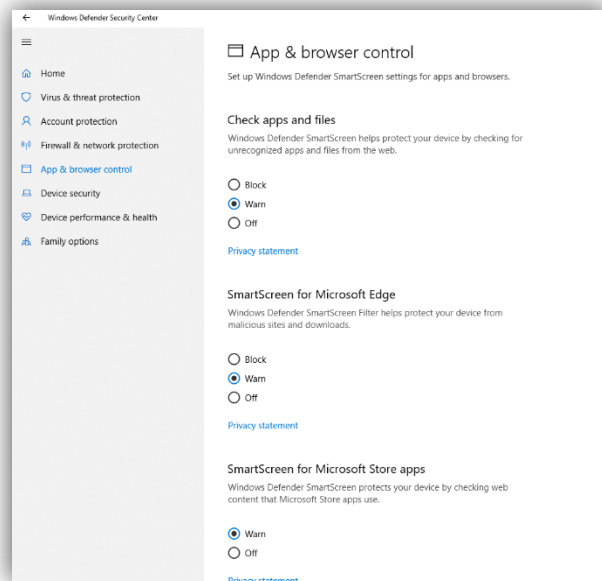 Windows Defender Security Center
Home
Virus & threat protection
Account protection
Firewall & network protection
App & browser control
Device security
Device performance & health
Family options
App & browser control
Set up Windows Defender SmartScreen settings for apps and browsers.
Check apps and files
Windows Defender SmartScreen helps protect your device by checking for
unrecognized apps and files from the web.
Block
Warn
Off
Privacy statement
SmartScreen for Microsoft Edge
Windows Defender SmartScreen Filter helps protect your device from
malicious sites and downloads.
Block
Warn
Off
Privacy statement
SmartScreen for Microsoft Store apps
Windows Defender SmartScreen protects your device by checking web
content that Microsoft Store apps use.
Warn
Off
Privacy statement